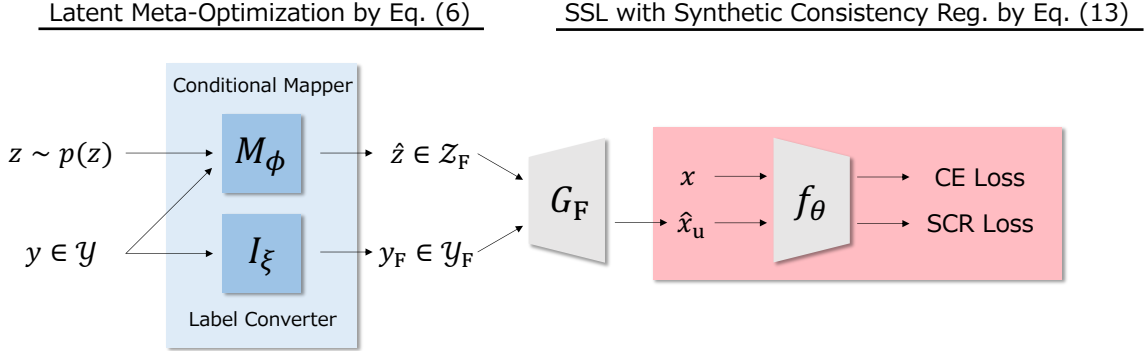 Latent Meta-Optimization by Eq. (6)
SSL with Synthetic Consistency Reg. by Eq. (13)
Conditional Mapper
z ~ p(z)
M_ϕ
ẑ ∈ 𝒵_F
y ∈ 𝒴
I_ξ
y_F ∈ 𝒴_F
Label Converter
G_F
x
x̂_u
f_θ
CE Loss
SCR Loss